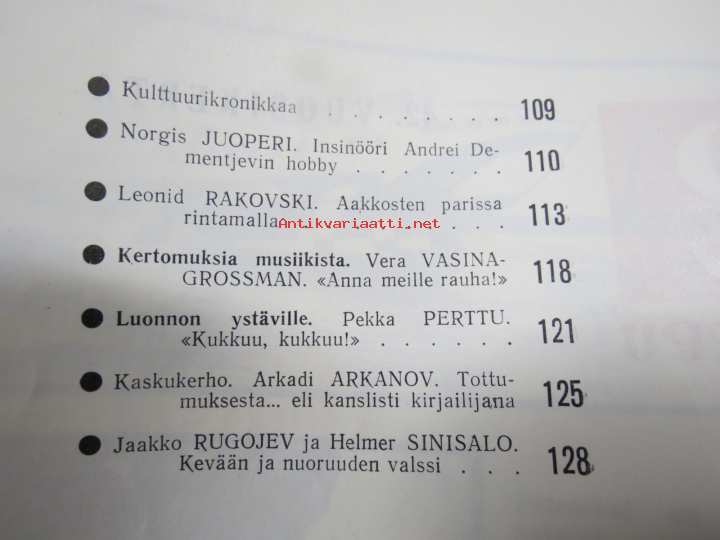 ● Kulttuurikronikkaa . . . . . . . . 109
● Norgis JUOPERI. Insinööri Andrei De-
mentjevin hobby . . . . . . . 110
● Leonid RAKOVSKI. Aakkosten parissa
rintamalla . . . . 113
Antikvariaatti.net
● Kertomuksia musiikista. Vera VASINA-
GROSSMAN. «Anna meille rauha!» 118
● Luonnon ystäville. Pekka PERTTU.
«Kukkuu, kukkuu!» . . . . . . 121
● Kaskukerho. Arkadi ARKANOV. Tottu-
muksesta... eli kanslisti kirjailijana 125
● Jaakko RUGOJEV ja Helmer SINISALO.
Kevään ja nuoruuden valssi . . . 128